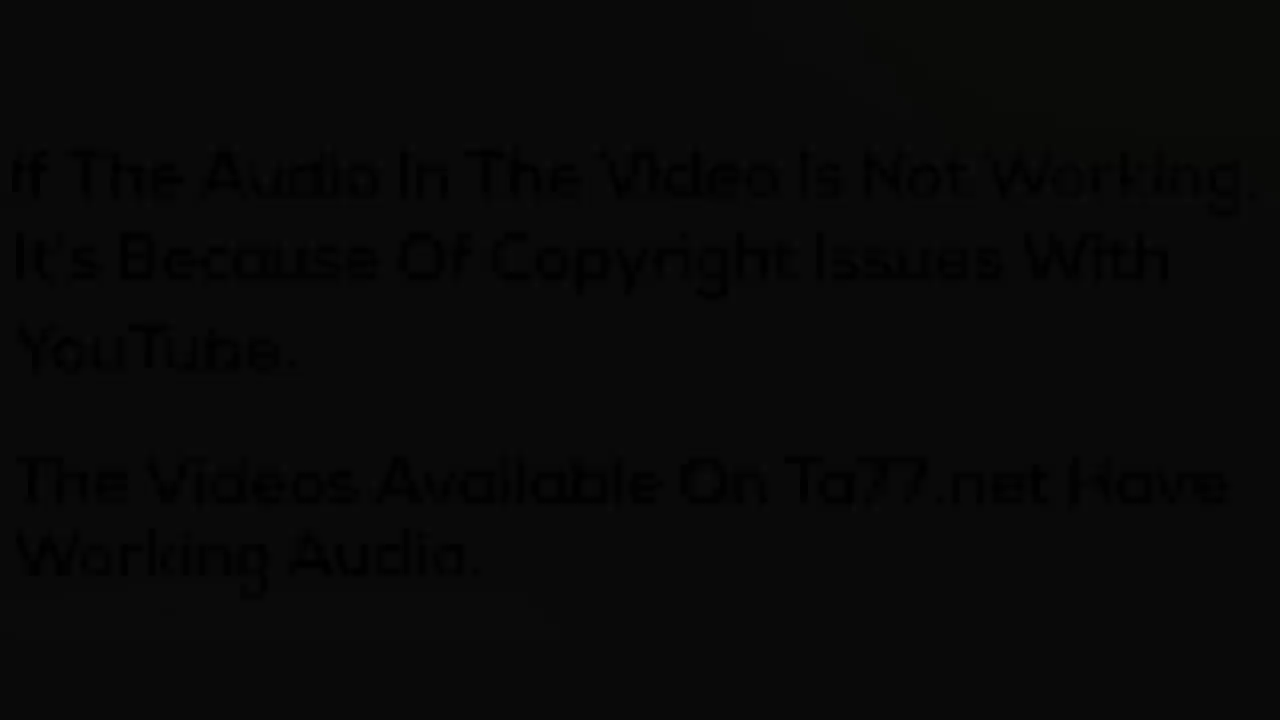 If The Audio In The Video Is Not Working.
It's Because Of Copyright Issues With
YouTube.
The Videos Available On Ta77.net Have
Working Audio.